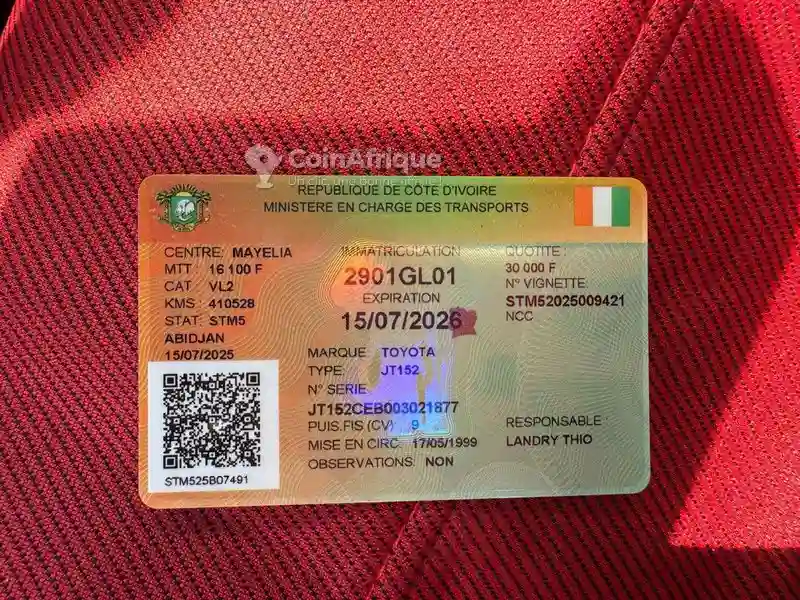 CoinAfrique
REPUBLIQUE DE CÔTE D'IVOIRE
MINISTERE EN CHARGE DES TRANSPORTS
CENTRE: MAYELIA
MTT : 16 100 F
CAT : VL2
KMS : 410528
STAT: STM5
ABIDJAN
15/07/2025
STM525B07491
IMMATRICULATION
2901GL01
EXPIRATION
15/07/2026
MARQUE: TOYOTA
TYPE: JT152
N° SERIE
JT152CEB003021877
PUIS.FIS (CV) 9
MISE EN CIRC 17/05/1999
OBSERVATIONS: NON
QUOTITE :
30 000 F
N° VIGNETTE:
STM52025009421
NCC
RESPONSABLE :
LANDRY THIO